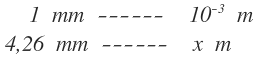 1 mm ------ 10⁻³ m
4,26 mm ------ x m